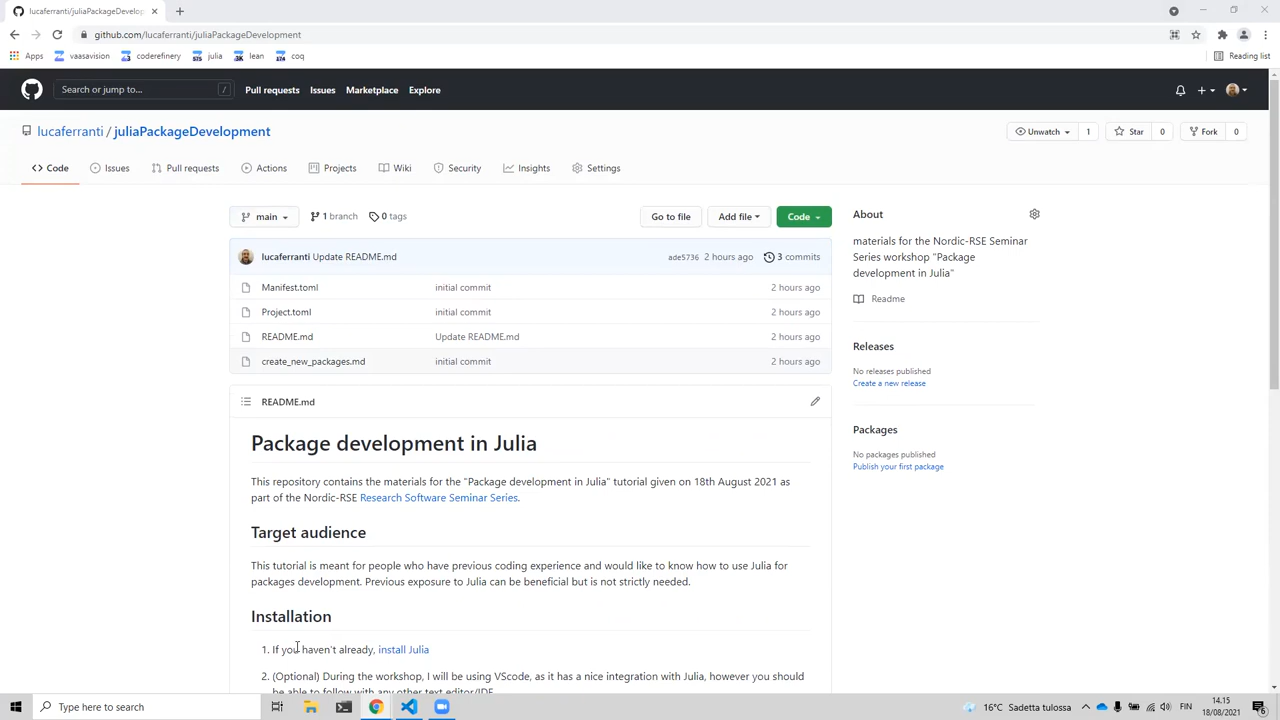 lucaferranti/juliaPackageDevelop
github.com/lucaferranti/juliaPackageDevelopment
Apps vaasavision coderefinery julia lean coq Reading list
Search or jump to... / Pull requests Issues Marketplace Explore
lucaferranti / juliaPackageDevelopment Unwatch 1 Star 0 Fork 0
Code Issues Pull requests Actions Projects Wiki Security Insights Settings
main 1 branch 0 tags Go to file Add file Code
lucaferranti Update README.md ade5736 2 hours ago 3 commits
Manifest.toml initial commit 2 hours ago
Project.toml initial commit 2 hours ago
README.md Update README.md 2 hours ago
create_new_packages.md initial commit 2 hours ago
README.md
Package development in Julia
This repository contains the materials for the "Package development in Julia" tutorial given on 18th August 2021 as
part of the Nordic-RSE Research Software Seminar Series.
Target audience
This tutorial is meant for people who have previous coding experience and would like to know how to use Julia for
packages development. Previous exposure to Julia can be beneficial but is not strictly needed.
Installation
1. If you haven't already, install Julia
2. (Optional) During the workshop, I will be using VScode, as it has a nice integration with Julia, however you should
be able to follow with any other text editor/IDE
About
materials for the Nordic-RSE Seminar
Series workshop "Package
development in Julia"
Readme
Releases
No releases published
Create a new release
Packages
No packages published
Publish your first package
Type here to search
16°C Sadetta tulossa FIN
14.15
18/08/2021